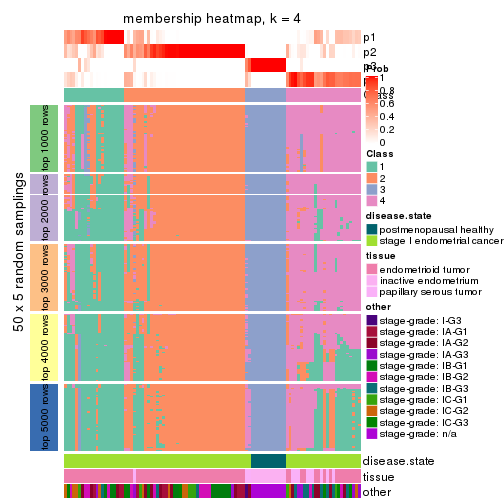 membership heatmap, k = 4
p1
p2
p3
Prob
1
0.8
0.6
0.4
0.2
0
Class
Class
1
2
3
4
disease.state
postmenopausal healthy
stage I endometrial cancer
tissue
endometrioid tumor
inactive endometrium
papillary serous tumor
other
stage-grade: I-G3
stage-grade: IA-G1
stage-grade: IA-G2
stage-grade: IA-G3
stage-grade: IB-G1
stage-grade: IB-G2
stage-grade: IB-G3
stage-grade: IC-G1
stage-grade: IC-G2
stage-grade: IC-G3
stage-grade: n/a
50 x 5 random samplings
top 1000 rows
top 2000 rows
top 3000 rows
top 4000 rows
top 5000 rows
disease.state
tissue
other